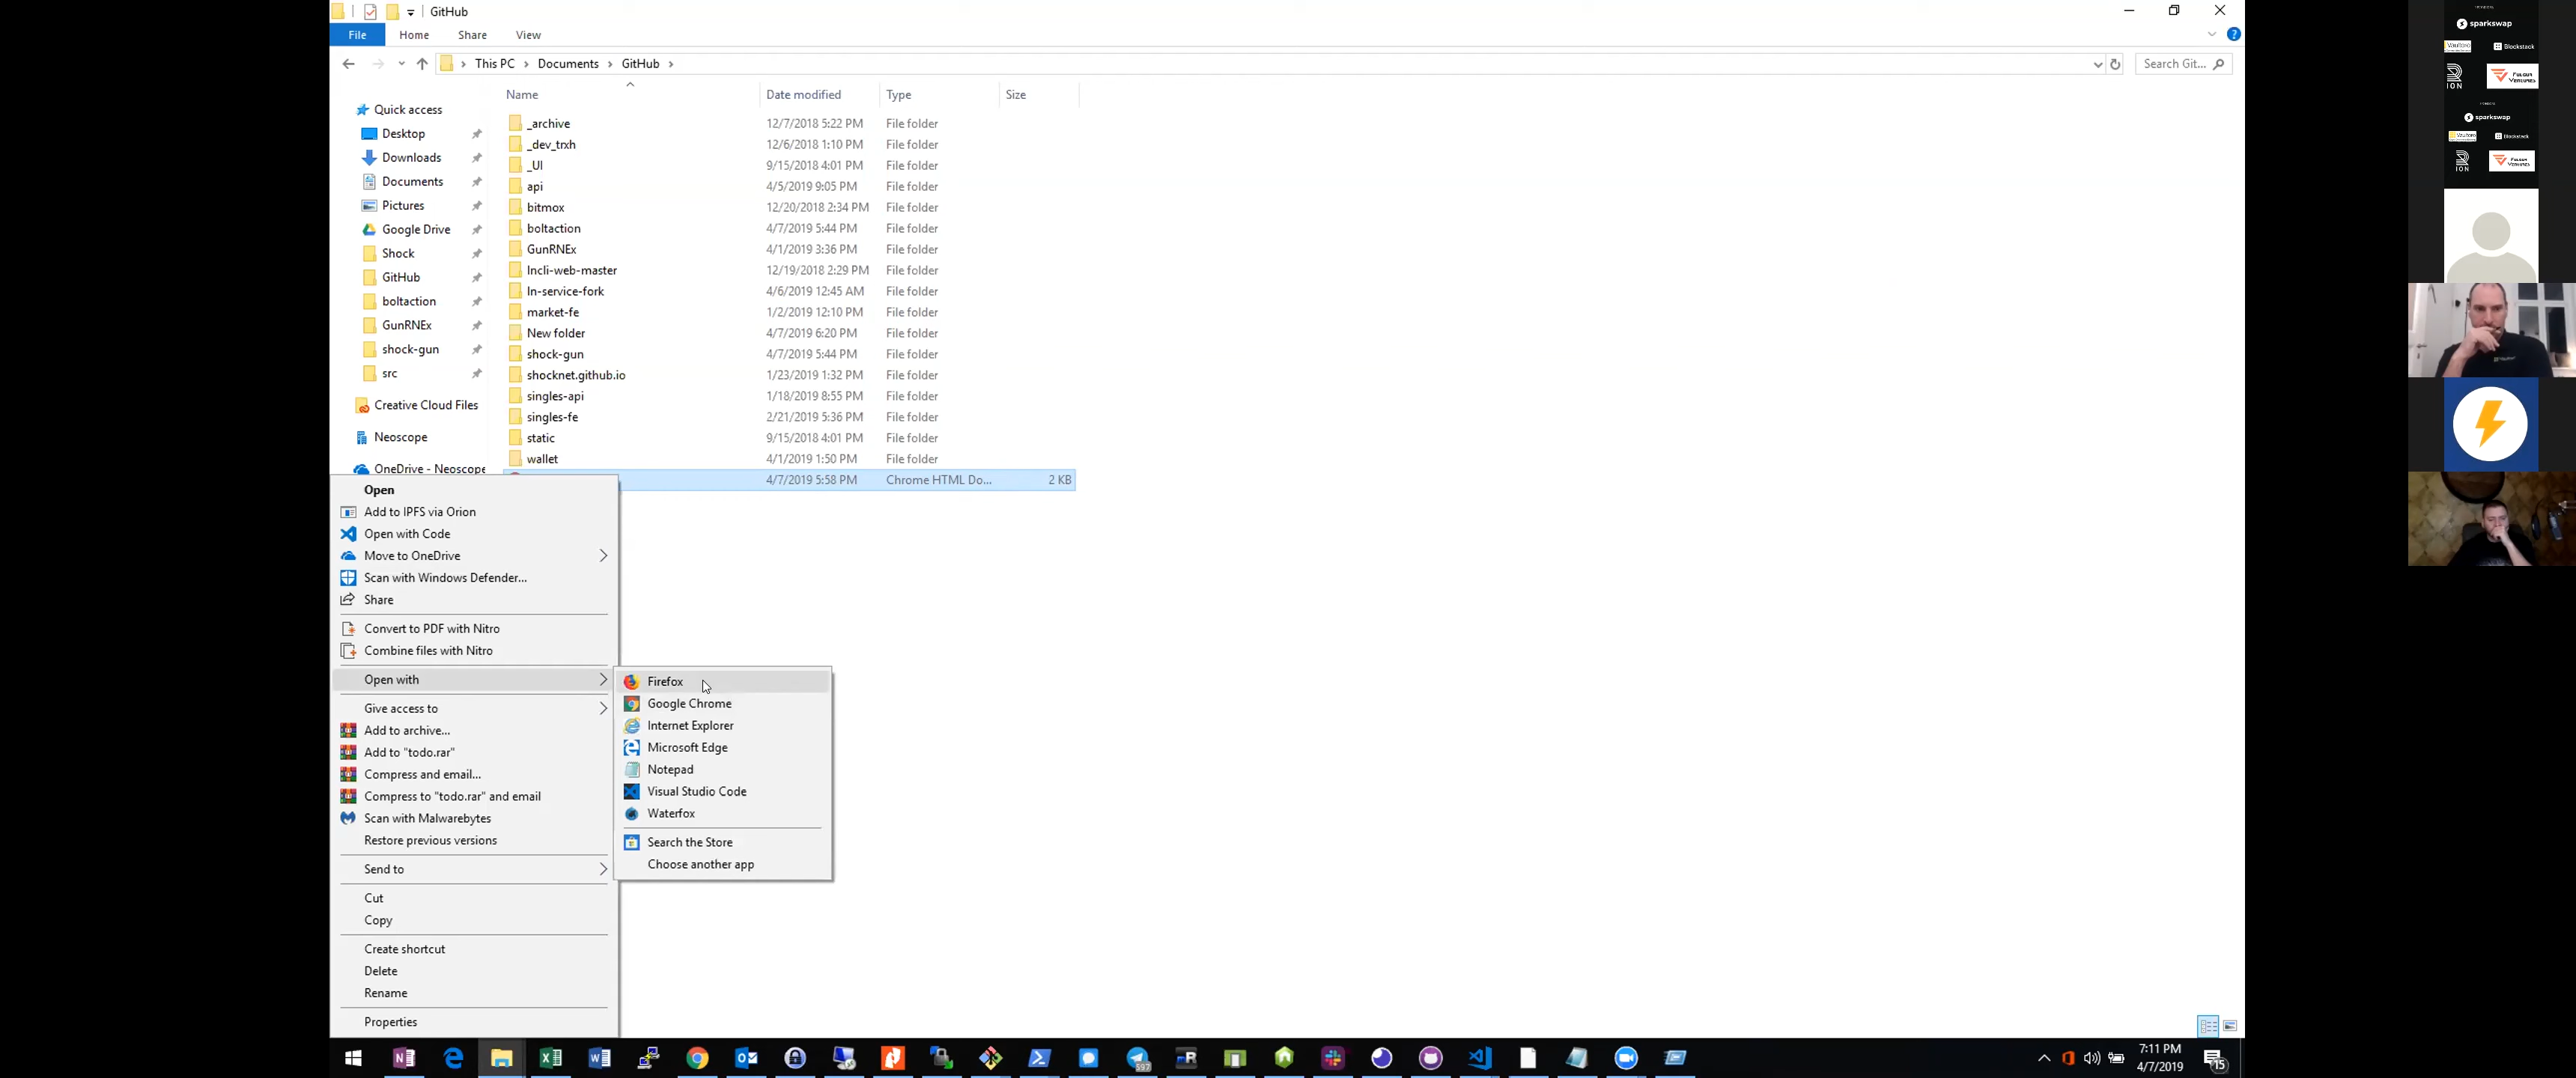 GitHub
File Home Share View
This PC Documents GitHub
Search Git...
Name Date modified Type Size
Quick access
Desktop
Downloads
Documents
Pictures
Google Drive
Shock
GitHub
boltaction
GunRNEx
shock-gun
src
Creative Cloud Files
Neoscope
OneDrive - Neoscope
_archive 12/7/2018 5:22 PM File folder
_dev_trxh 12/6/2018 1:10 PM File folder
_UI 9/15/2018 4:01 PM File folder
api 4/5/2019 9:05 PM File folder
bitmox 12/20/2018 2:34 PM File folder
boltaction 4/7/2019 5:44 PM File folder
GunRNEx 4/1/2019 3:36 PM File folder
lncli-web-master 12/19/2018 2:29 PM File folder
ln-service-fork 4/6/2019 12:45 AM File folder
market-fe 1/2/2019 12:10 PM File folder
New folder 4/7/2019 6:20 PM File folder
shock-gun 4/7/2019 5:44 PM File folder
shocknet.github.io 1/23/2019 1:32 PM File folder
singles-api 1/18/2019 8:55 PM File folder
singles-fe 2/21/2019 5:36 PM File folder
static 9/15/2018 4:01 PM File folder
wallet 4/1/2019 1:50 PM File folder
4/7/2019 5:58 PM Chrome HTML Do... 2 KB
Open
Add to IPFS via Orion
Open with Code
Move to OneDrive
Scan with Windows Defender...
Share
Convert to PDF with Nitro
Combine files with Nitro
Open with
Give access to
Add to archive...
Add to "todo.rar"
Compress and email...
Compress to "todo.rar" and email
Scan with Malwarebytes
Restore previous versions
Send to
Cut
Copy
Create shortcut
Delete
Rename
Properties
Firefox
Google Chrome
Internet Explorer
Microsoft Edge
Notepad
Visual Studio Code
Waterfox
Search the Store
Choose another app
597
7:11 PM
4/7/2019
15
sparkswap
Vaultoro Blockstack
ION FULGUR VENTURES
sparkswap
Vaultoro Blockstack
ION FULGUR VENTURES